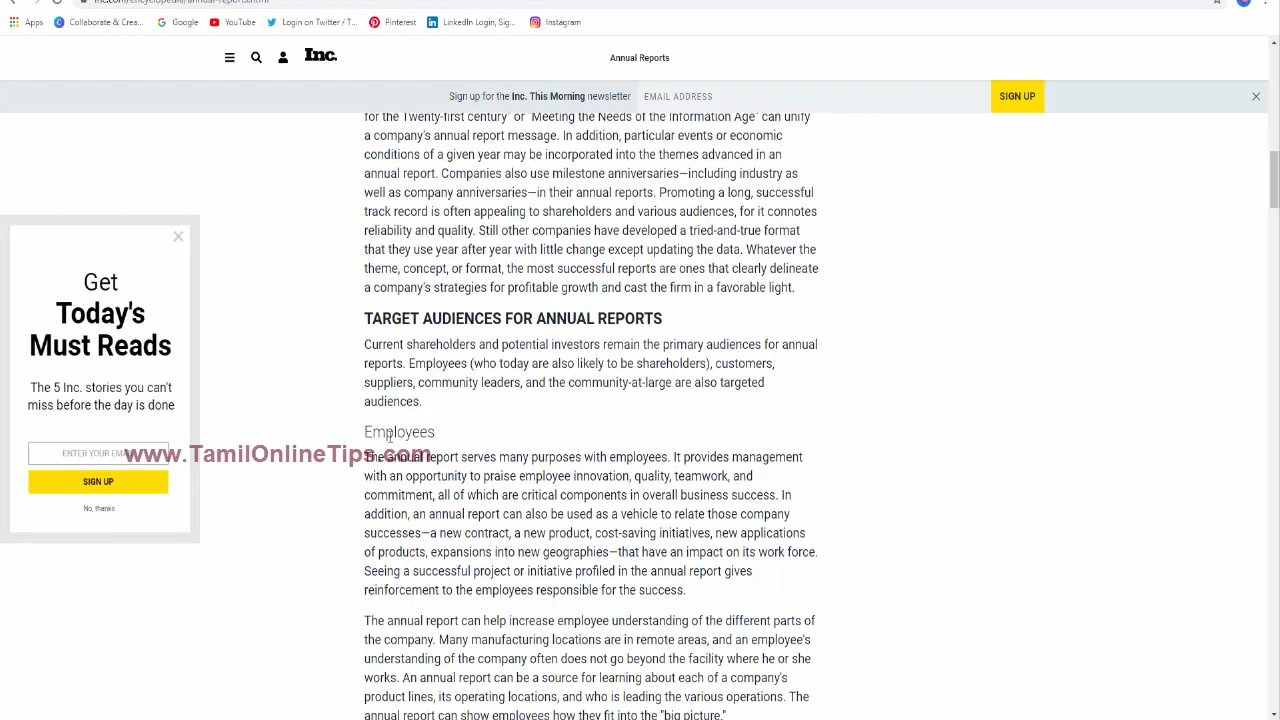 inc.com/encyclopedia/annual-reports.html
Apps
Collaborate & Crea...
Google
YouTube
Login on Twitter / T...
Pinterest
LinkedIn Login, Sig...
Instagram
Inc.
Annual Reports
Sign up for the Inc. This Morning newsletter
EMAIL ADDRESS
SIGN UP
for the Twenty-first century" or "Meeting the Needs of the Information Age" can unify
a company's annual report message. In addition, particular events or economic
conditions of a given year may be incorporated into the themes advanced in an
annual report. Companies also use milestone anniversaries—including industry as
well as company anniversaries—in their annual reports. Promoting a long, successful
track record is often appealing to shareholders and various audiences, for it connotes
reliability and quality. Still other companies have developed a tried-and-true format
that they use year after year with little change except updating the data. Whatever the
theme, concept, or format, the most successful reports are ones that clearly delineate
a company's strategies for profitable growth and cast the firm in a favorable light.
TARGET AUDIENCES FOR ANNUAL REPORTS
Current shareholders and potential investors remain the primary audiences for annual
reports. Employees (who today are also likely to be shareholders), customers,
suppliers, community leaders, and the community-at-large are also targeted
audiences.
Employees
The annual report serves many purposes with employees. It provides management
with an opportunity to praise employee innovation, quality, teamwork, and
commitment, all of which are critical components in overall business success. In
addition, an annual report can also be used as a vehicle to relate those company
successes—a new contract, a new product, cost-saving initiatives, new applications
of products, expansions into new geographies—that have an impact on its work force.
Seeing a successful project or initiative profiled in the annual report gives
reinforcement to the employees responsible for the success.
The annual report can help increase employee understanding of the different parts of
the company. Many manufacturing locations are in remote areas, and an employee's
understanding of the company often does not go beyond the facility where he or she
works. An annual report can be a source for learning about each of a company's
product lines, its operating locations, and who is leading the various operations. The
annual report can show employees how they fit into the "big picture."
Get
Today's
Must Reads
The 5 Inc. stories you can't
miss before the day is done
ENTER YOUR EMAIL
SIGN UP
No, thanks
www.TamilOnlineTips.com